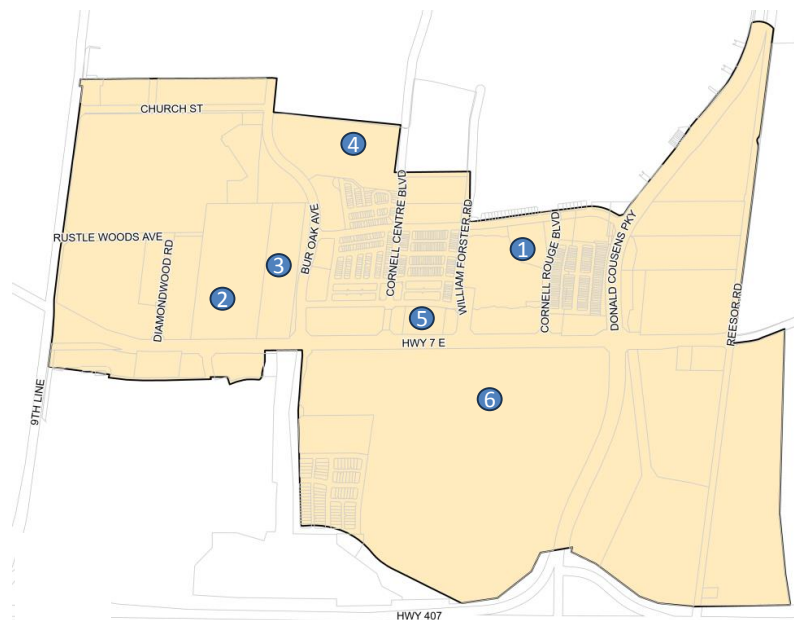 CHURCH ST
4
CORNELL CENTRE BLVD
RUSTLE WOODS AVE
DIAMONDWOOD RD
BUR OAK AVE
3
2
WILLIAM FORSTER RD
1
CORNELL ROUGE BLVD
DONALD COUSENS PKY
REESOR RD
5
HWY 7 E
9TH LINE
6
HWY 407